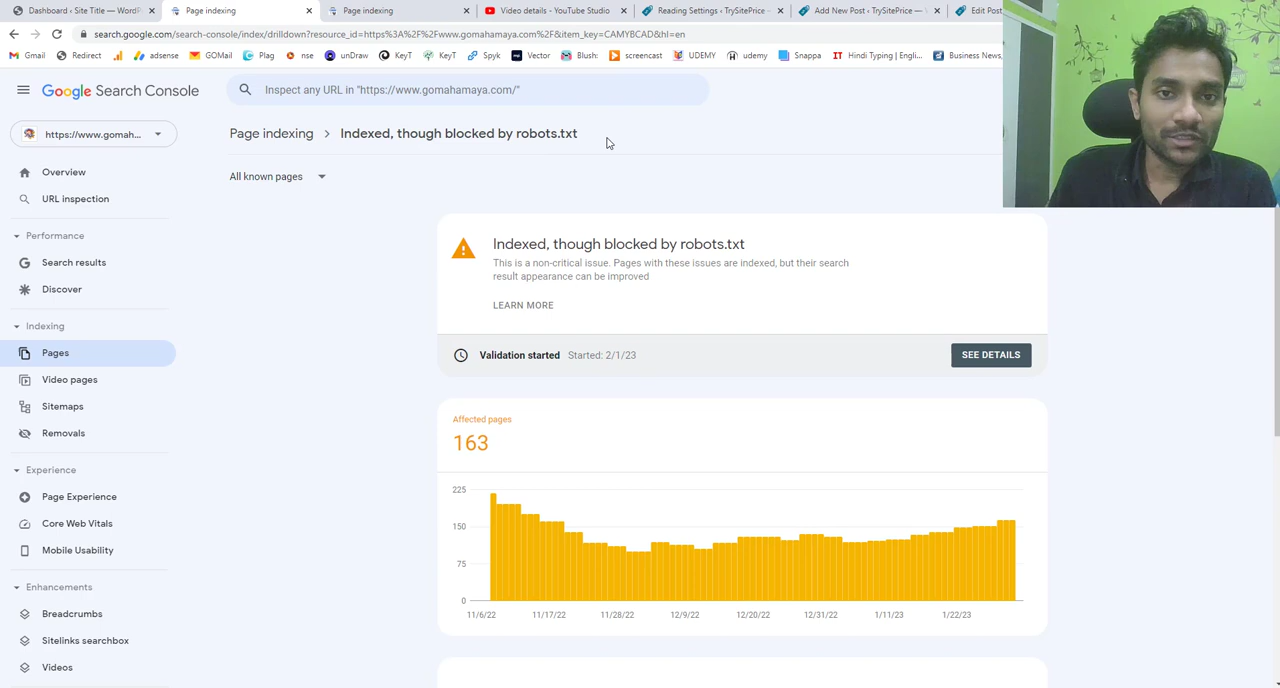 Dashboard ‹ Site Title — WordP
Page indexing
Page indexing
Video details - YouTube Studio
Reading Settings ‹ TrySitePrice —
Add New Post ‹ TrySitePrice — W
Edit Post
search.google.com/search-console/index/drilldown?resource_id=https%3A%2F%2Fwww.gomahamaya.com%2F&item_key=CAMYBCAD&hl=en
Gmail
Redirect
adsense
GOMail
Plag
nse
unDraw
KeyT
KeyT
Spyk
Vector
Blush:
screencast
UDEMY
udemy
Snappa
Hindi Typing | Engli...
Business News,
Google Search Console
Inspect any URL in "https://www.gomahamaya.com/"
https://www.gomah...
Page indexing > Indexed, though blocked by robots.txt
All known pages
Overview
URL inspection
Performance
Search results
Discover
Indexing
Pages
Video pages
Sitemaps
Removals
Experience
Page Experience
Core Web Vitals
Mobile Usability
Enhancements
Breadcrumbs
Sitelinks searchbox
Videos
Indexed, though blocked by robots.txt
This is a non-critical issue. Pages with these issues are indexed, but their search
result appearance can be improved
LEARN MORE
Validation started Started: 2/1/23
SEE DETAILS
Affected pages
163
225
150
75
0
11/6/22 11/17/22 11/28/22 12/9/22 12/20/22 12/31/22 1/11/23 1/22/23